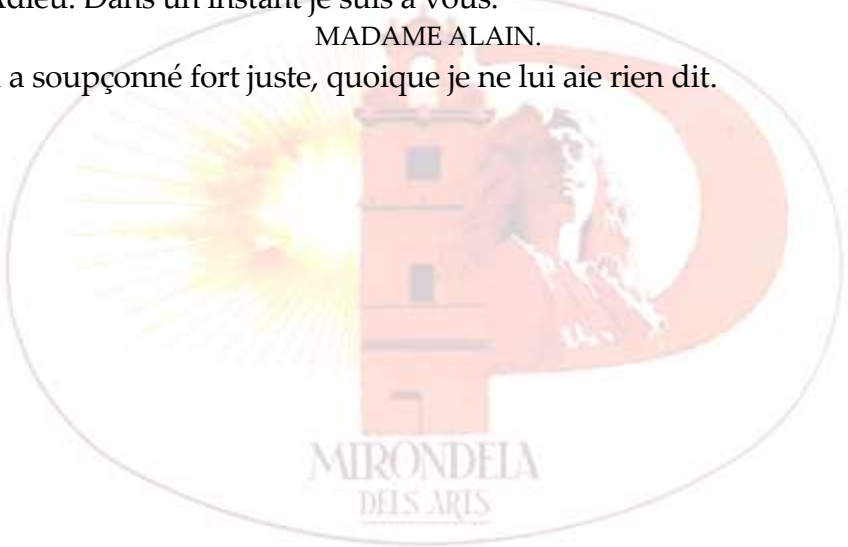 Adieu. Dans un instant je suis à vous.
MADAME ALAIN.
a soupçonné fort juste, quoique je ne lui aie rien dit.
MIRONDELA
DELS ARTS